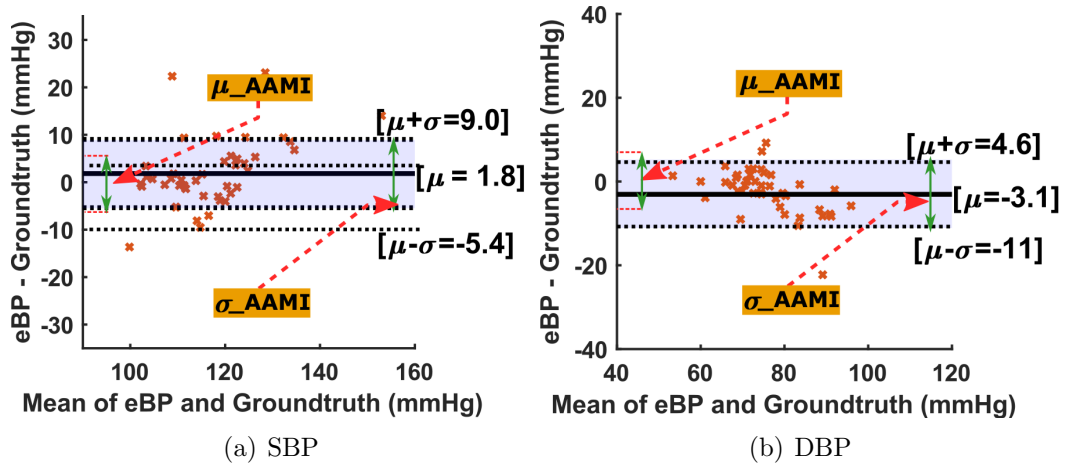 30
20
10
0
-10
-20
-30
100
120
140
160
eBP - Groundtruth (mmHg)
Mean of eBP and Groundtruth (mmHg)
μ_AAMI
[μ+σ=9.0]
[μ = 1.8]
[μ-σ=-5.4]
σ_AAMI
(a) SBP
40
20
0
-20
-40
40
60
80
100
120
eBP - Groundtruth (mmHg)
Mean of eBP and Groundtruth (mmHg)
μ_AAMI
[μ+σ=4.6]
[μ=-3.1]
[μ-σ=-11]
σ_AAMI
(b) DBP